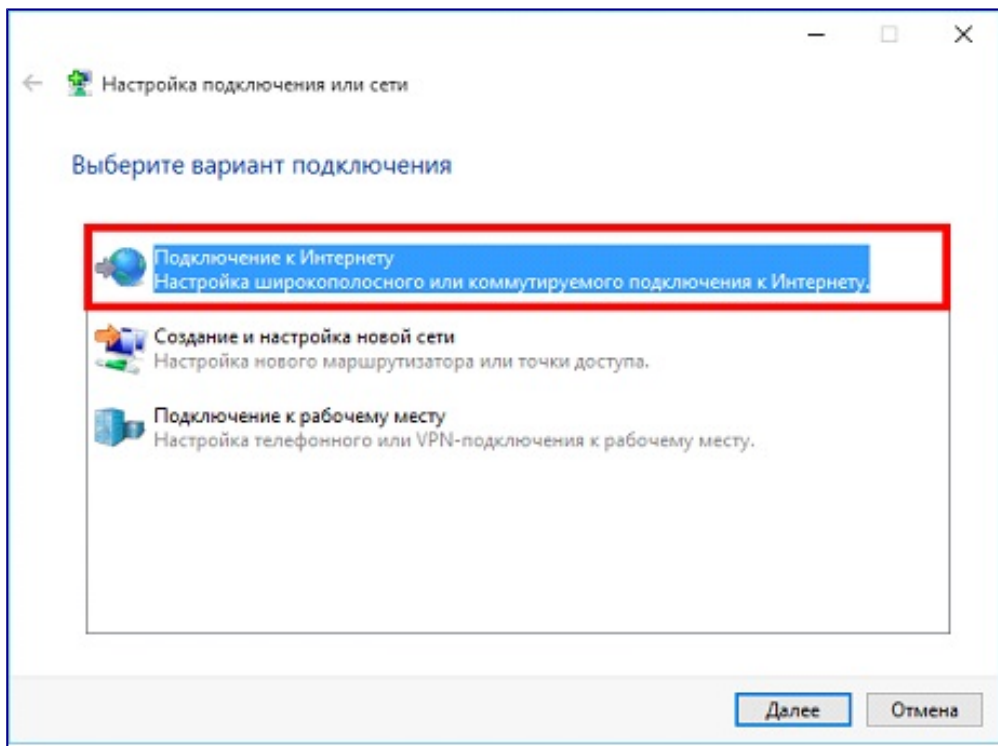 Настройка подключения или сети
Выберите вариант подключения
Подключение к Интернету
Настройка широкополосного или коммутируемого подключения к Интернету.
Создание и настройка новой сети
Настройка нового маршрутизатора или точки доступа.
Подключение к рабочему месту
Настройка телефонного или VPN-подключения к рабочему месту.
Далее Отмена